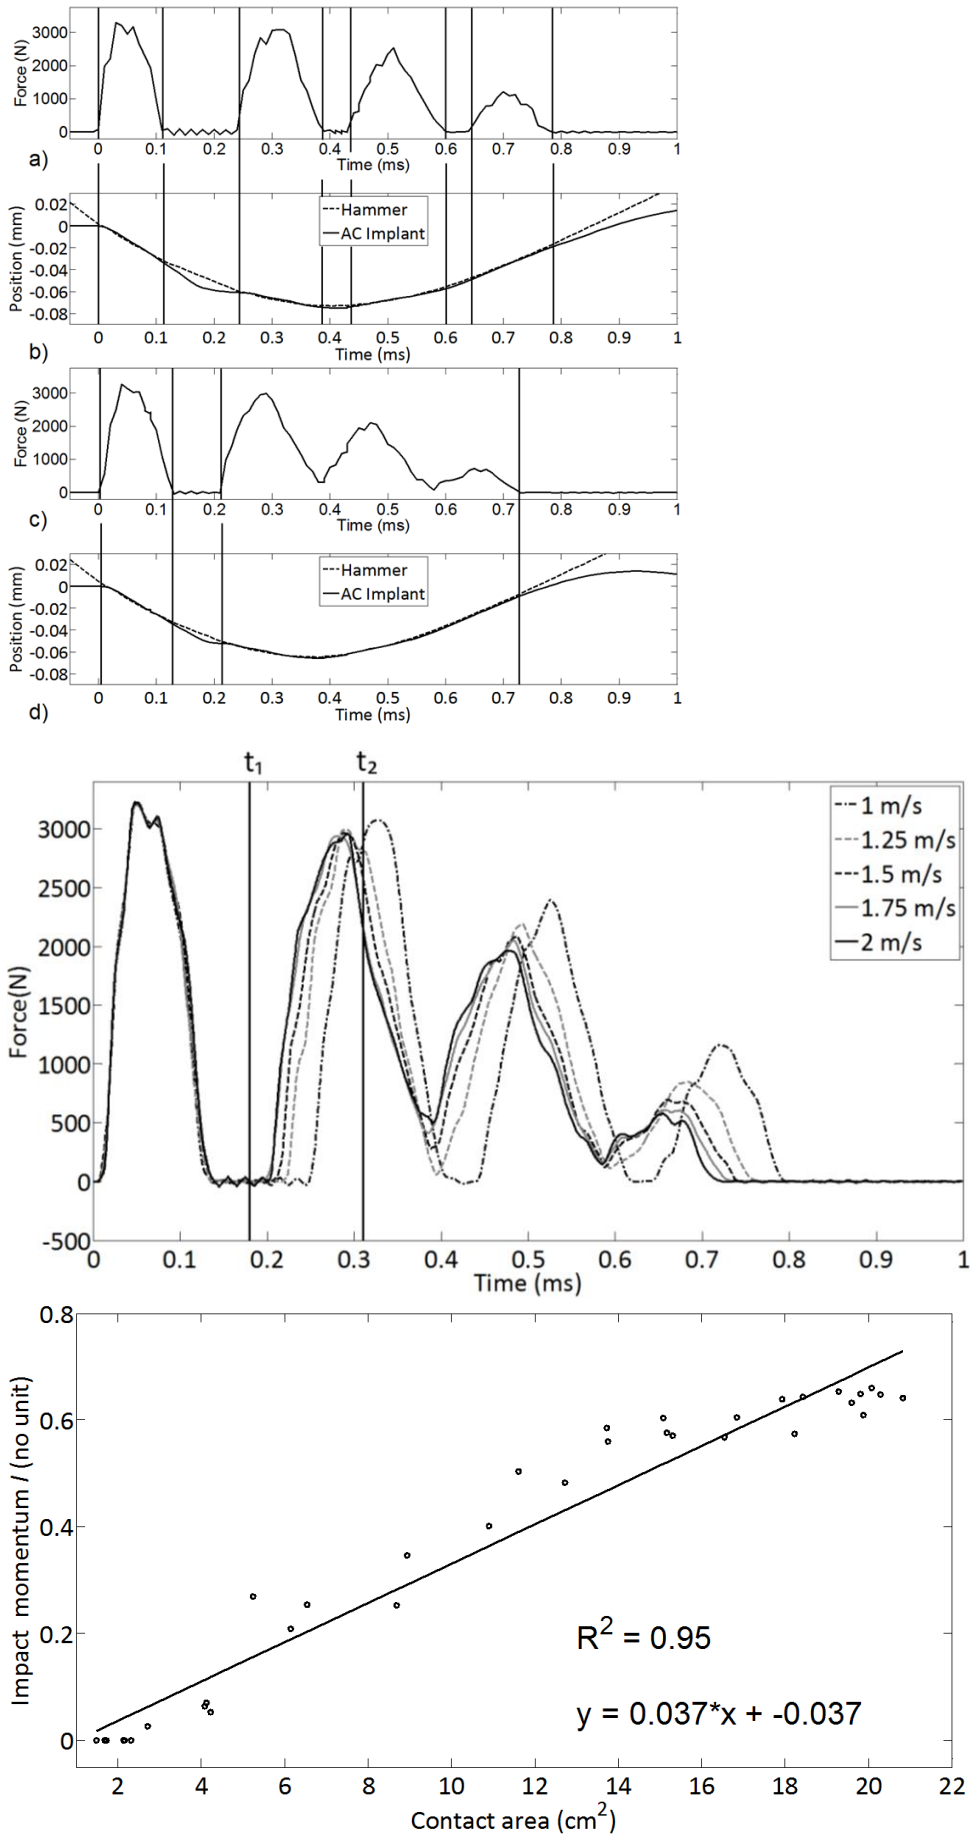 Force (N)
3000
2000
1000
0
0 0.1 0.2 0.3 0.4 0.5 0.6 0.7 0.8 0.9 1
Time (ms)
a)
Position (mm)
0.02
0
-0.02
-0.04
-0.06
-0.08
Hammer
AC Implant
0 0.1 0.2 0.3 0.4 0.5 0.6 0.7 0.8 0.9 1
Time (ms)
b)
Force (N)
3000
2000
1000
0
0 0.1 0.2 0.3 0.4 0.5 0.6 0.7 0.8 0.9 1
Time (ms)
c)
Position (mm)
0.02
0
-0.02
-0.04
-0.06
-0.08
Hammer
AC Implant
0 0.1 0.2 0.3 0.4 0.5 0.6 0.7 0.8 0.9 1
Time (ms)
d)
t1 t2
Force(N)
3000
2500
2000
1500
1000
500
0
-500
1 m/s
1.25 m/s
1.5 m/s
1.75 m/s
2 m/s
0 0.1 0.2 0.3 0.4 0.5 0.6 0.7 0.8 0.9 1
Time (ms)
Impact momentum I (no unit)
0.8
0.6
0.4
0.2
0
R² = 0.95
y = 0.037*x + -0.037
2 4 6 8 10 12 14 16 18 20 22
Contact area (cm²)